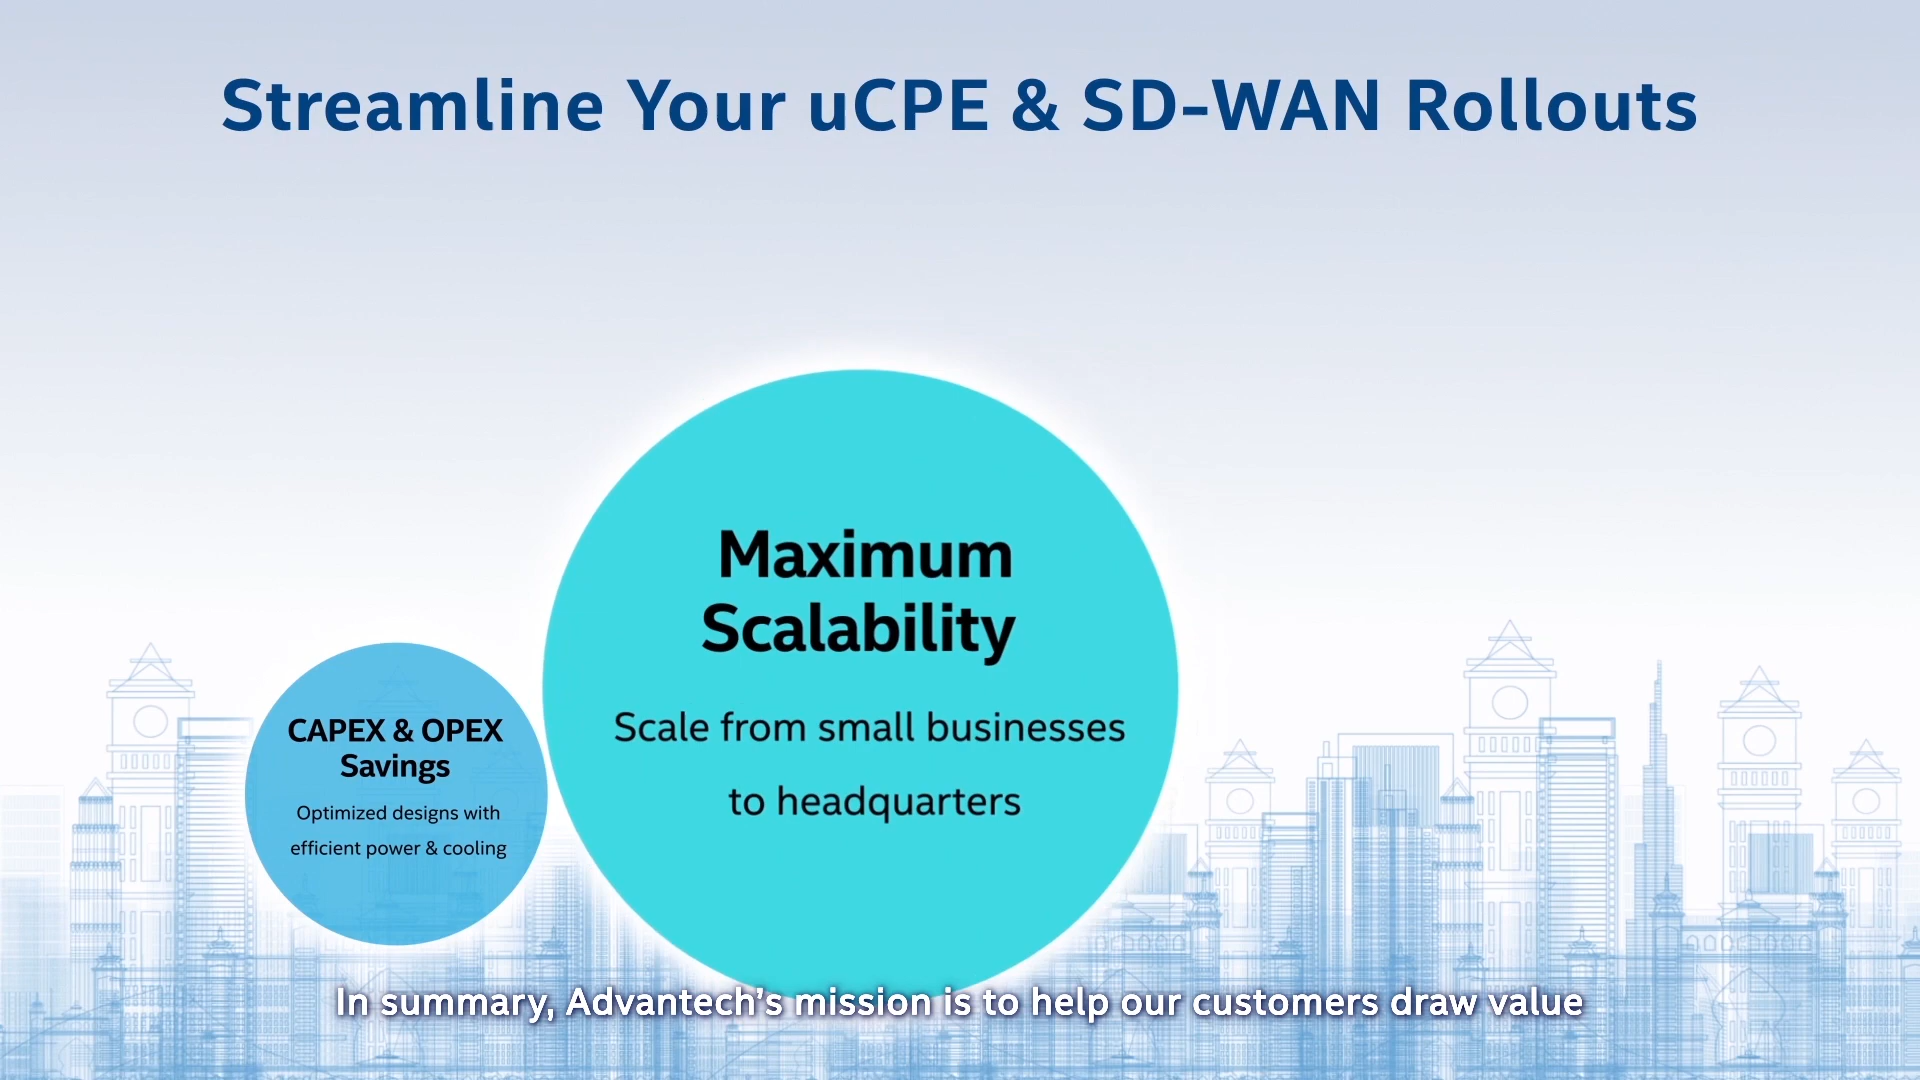 Streamline Your uCPE & SD-WAN Rollouts
Maximum
Scalability
Scale from small businesses
to headquarters
CAPEX & OPEX
Savings
Optimized designs with
efficient power & cooling
In summary, Advantech's mission is to help our customers draw value